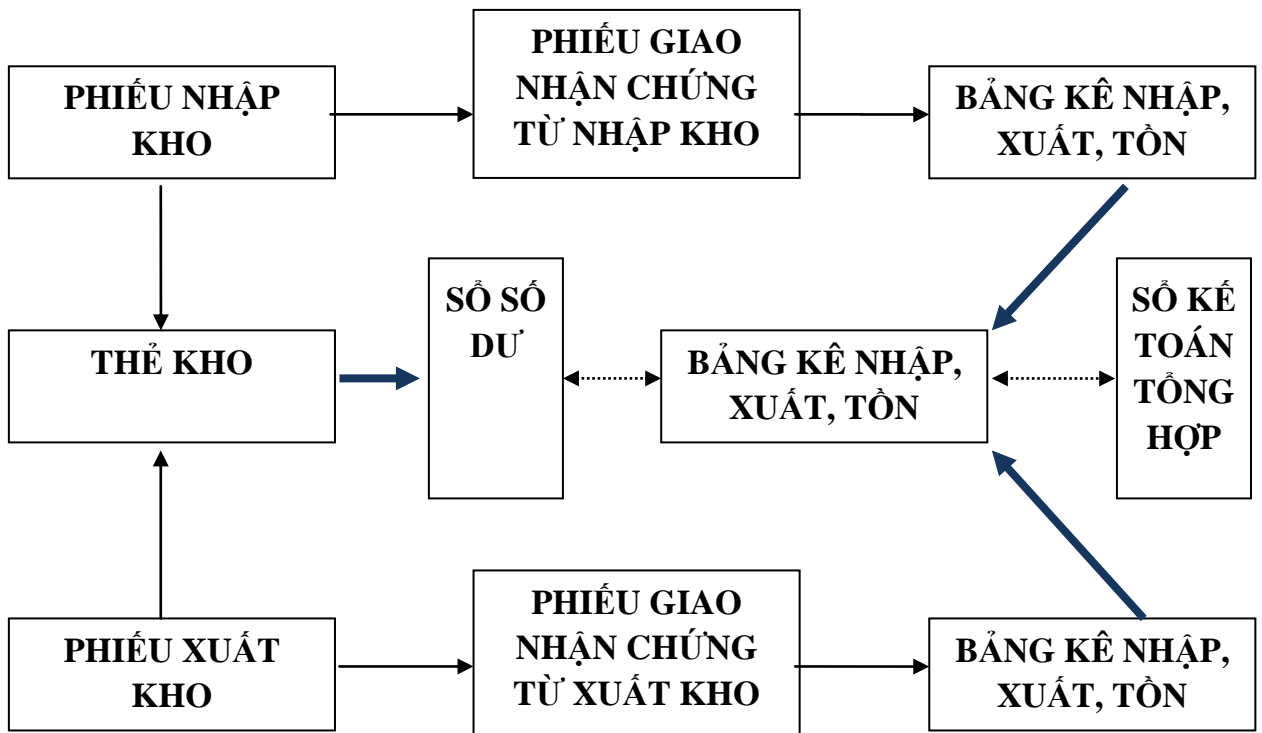 PHIẾU NHẬP
KHO
PHIẾU GIAO
NHẬN CHỨNG
TỪ NHẬP KHO
BẢNG KÊ NHẬP,
XUẤT, TỒN
THẺ KHO
SỔ SỐ
DƯ
BẢNG KÊ NHẬP,
XUẤT, TỒN
SỔ KẾ
TOÁN
TỔNG
HỢP
PHIẾU XUẤT
KHO
PHIẾU GIAO
NHẬN CHỨNG
TỪ XUẤT KHO
BẢNG KÊ NHẬP,
XUẤT, TỒN